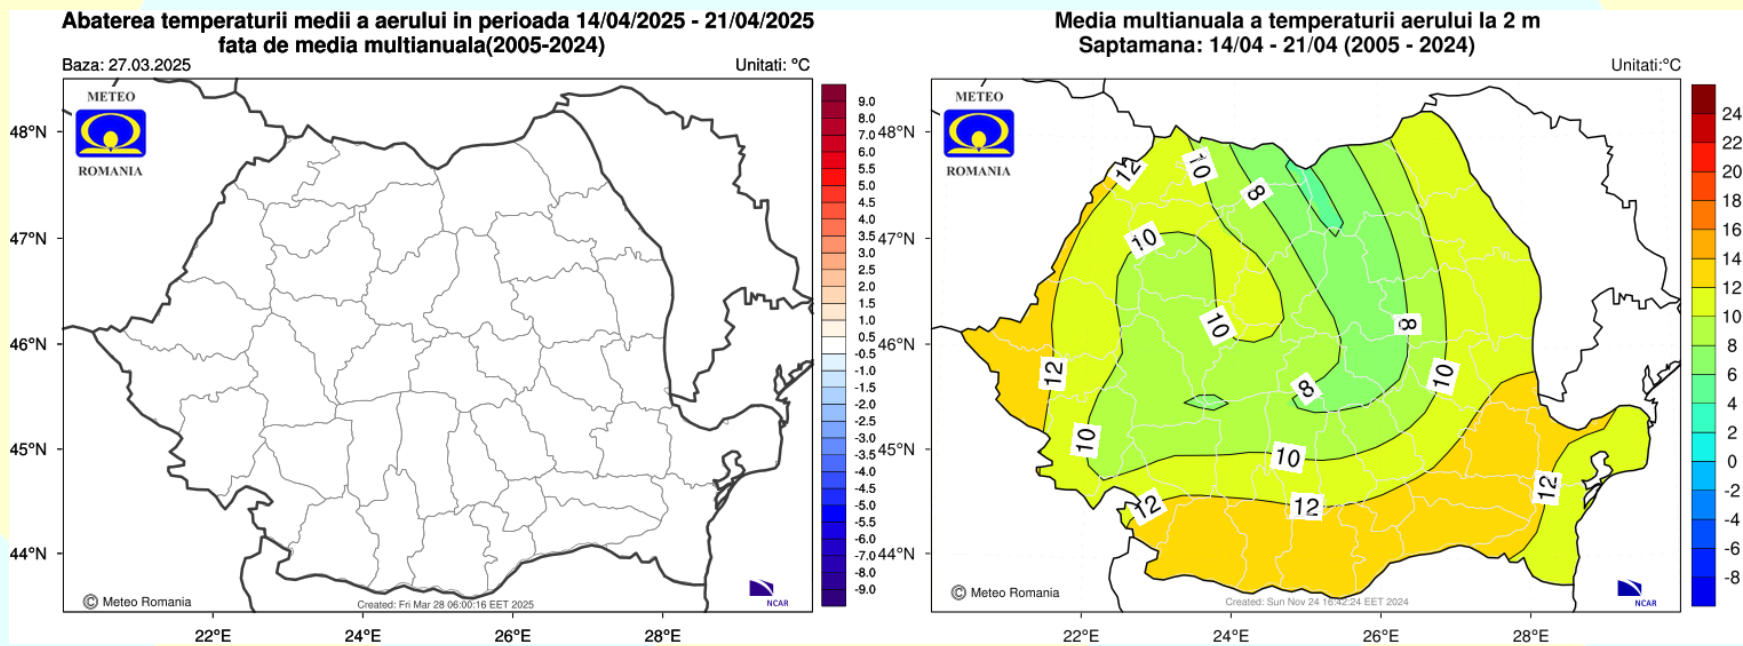 Abaterea temperaturii medii a aerului in perioada 14/04/2025 - 21/04/2025
fata de media multianuala(2005-2024)
Baza: 27.03.2025
Unitati: °C
METEO
ROMANIA
48°N
47°N
46°N
45°N
44°N
22°E
24°E
26°E
28°E
9.0
8.0
7.0
6.0
5.5
5.0
4.5
4.0
3.5
3.0
2.5
2.0
1.5
1.0
0.5
-0.5
-1.0
-1.5
-2.0
-2.5
-3.0
-3.5
-4.0
-4.5
-5.0
-5.5
-6.0
-7.0
-8.0
-9.0
© Meteo Romania
Created: Fri Mar 28 06:00:16 EET 2025
NCAR
Media multianuala a temperaturii aerului la 2 m
Saptamana: 14/04 - 21/04 (2005 - 2024)
Unitati:°C
METEO
ROMANIA
48°N
47°N
46°N
45°N
44°N
12
10
8
10
10
8
12
8
10
10
10
12
12
12
22°E
24°E
26°E
28°E
24
22
20
18
16
14
12
10
8
6
4
2
0
-2
-4
-6
-8
© Meteo Romania
Created: Sun Nov 24 16:42:24 EET 2024
NCAR